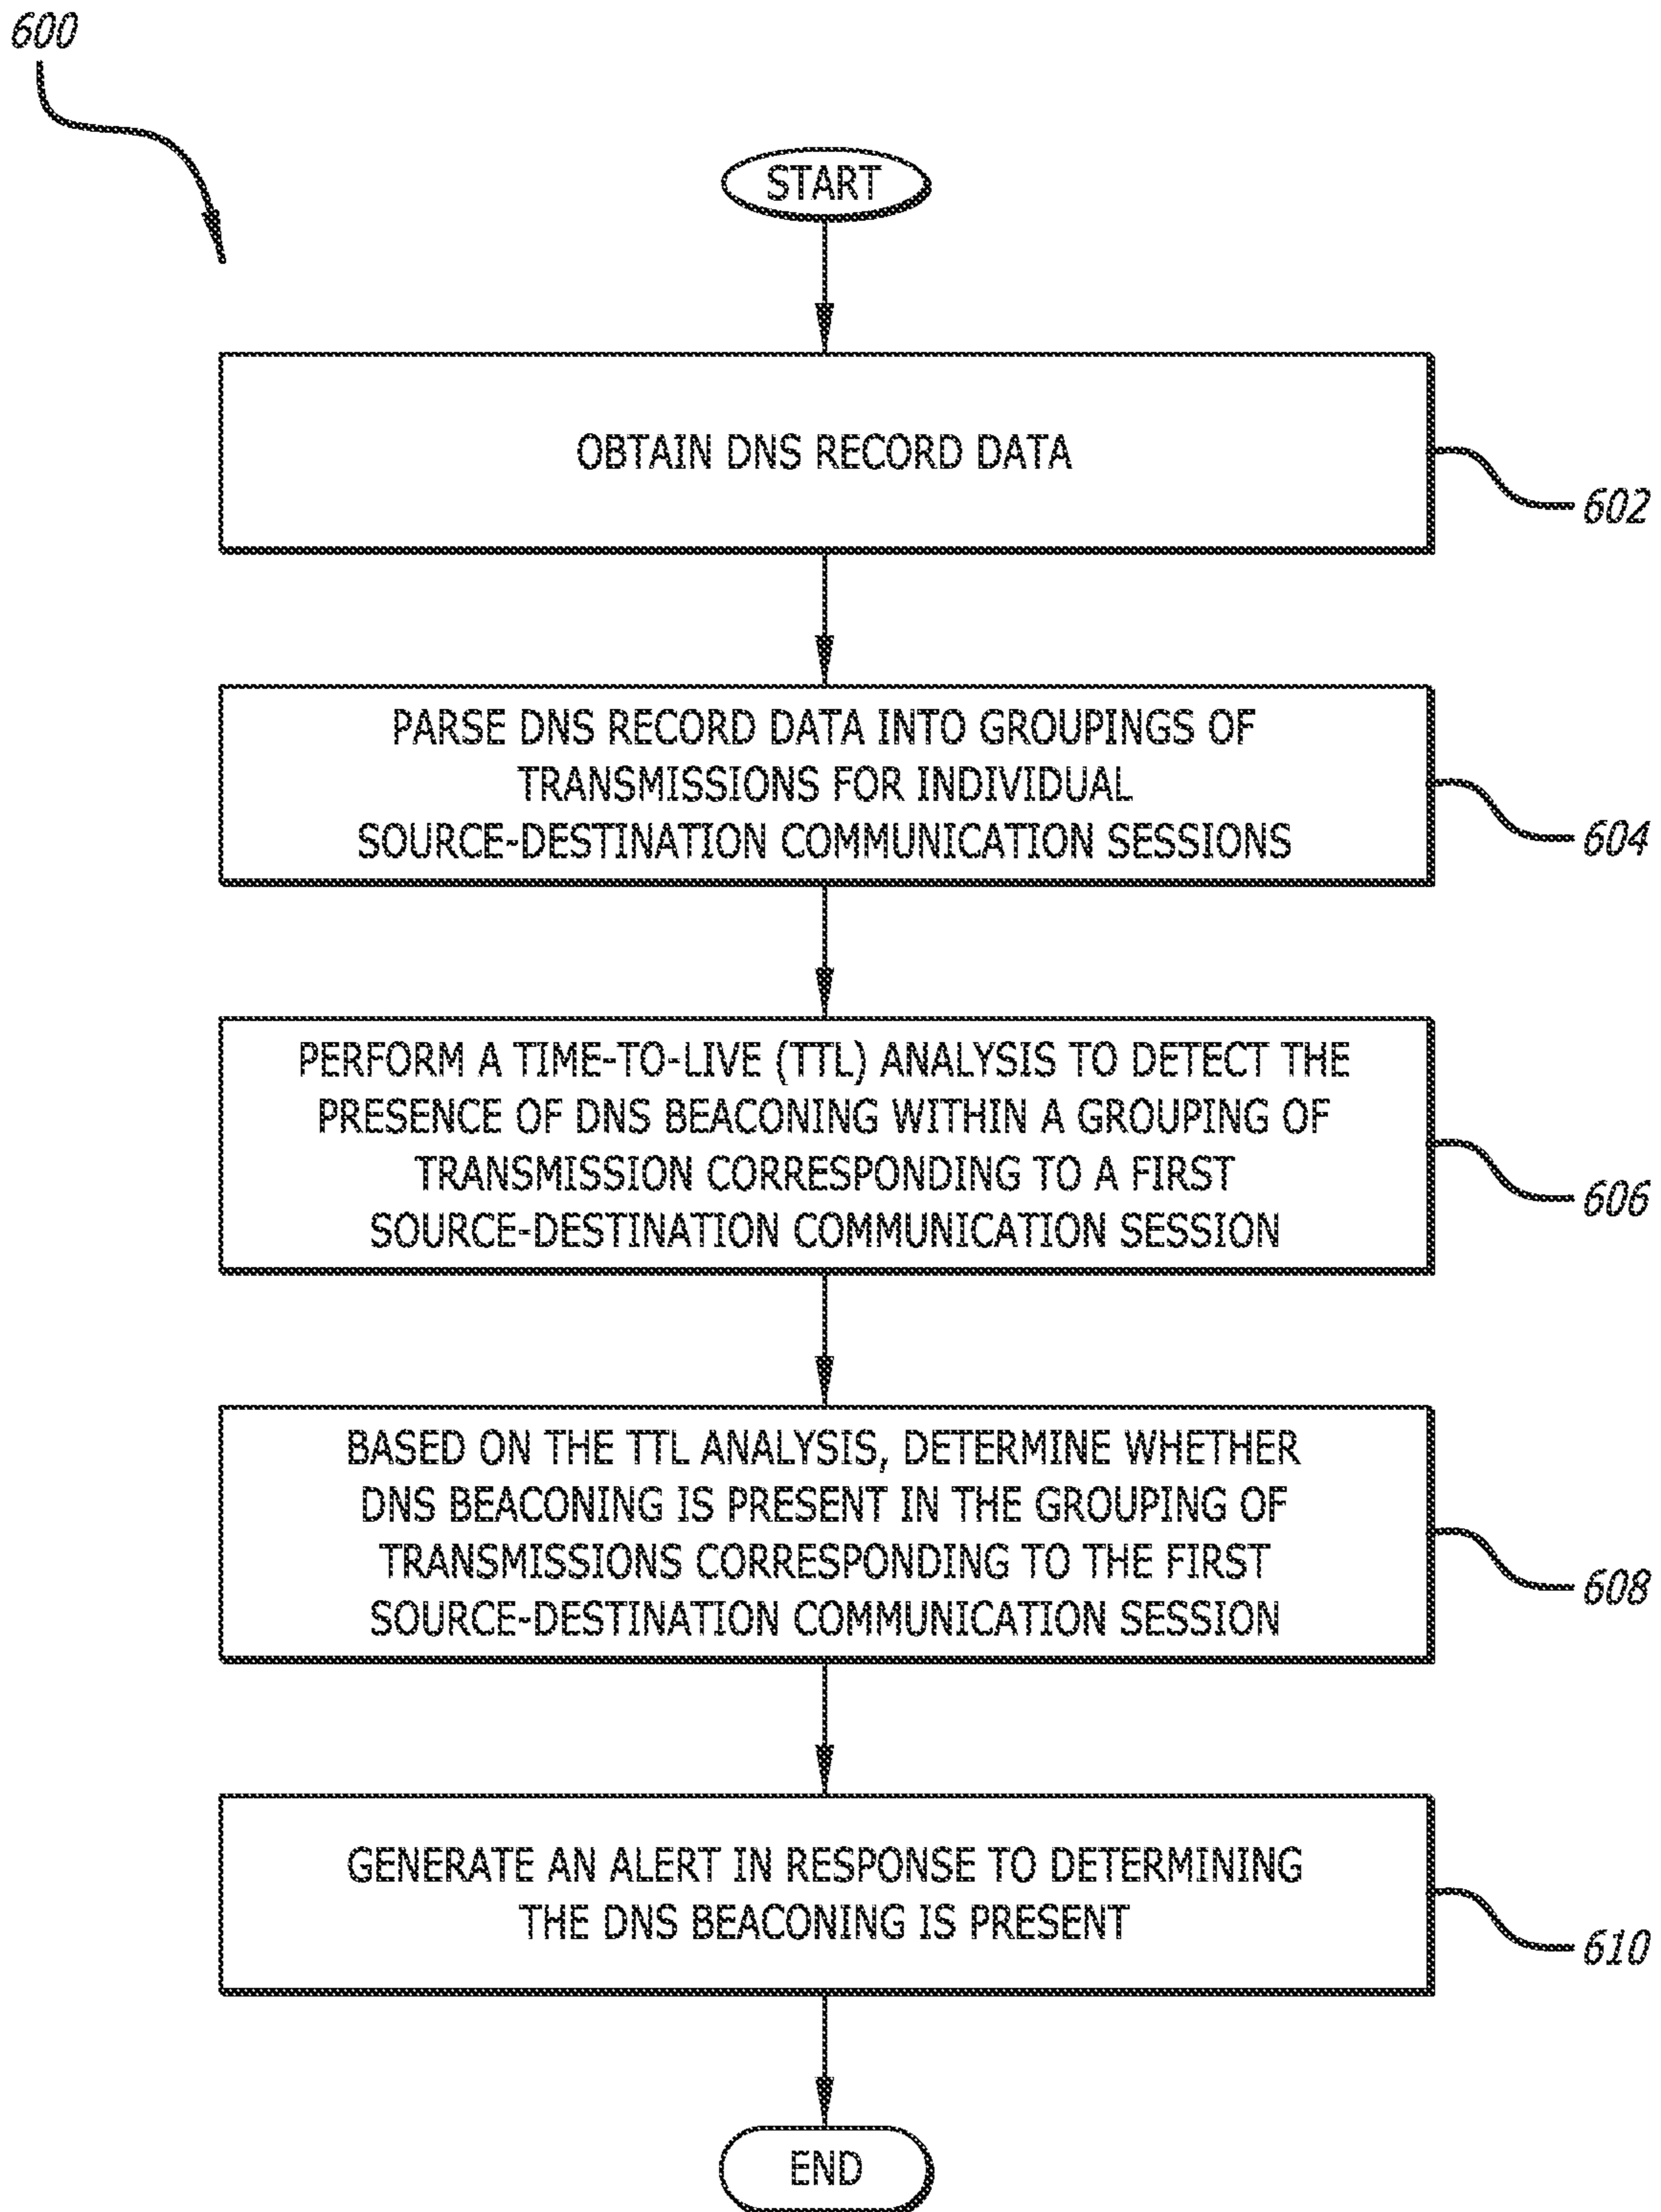 600
START
OBTAIN DNS RECORD DATA
602
PARSE DNS RECORD DATA INTO GROUPINGS OF
TRANSMISSIONS FOR INDIVIDUAL
SOURCE-DESTINATION COMMUNICATION SESSIONS
604
PERFORM A TIME-TO-LIVE (TTL) ANALYSIS TO DETECT THE
PRESENCE OF DNS BEACONING WITHIN A GROUPING OF
TRANSMISSION CORRESPONDING TO A FIRST
SOURCE-DESTINATION COMMUNICATION SESSION
606
BASED ON THE TTL ANALYSIS, DETERMINE WHETHER
DNS BEACONING IS PRESENT IN THE GROUPING OF
TRANSMISSIONS CORRESPONDING TO THE FIRST
SOURCE-DESTINATION COMMUNICATION SESSION
608
GENERATE AN ALERT IN RESPONSE TO DETERMINING
THE DNS BEACONING IS PRESENT
610
END